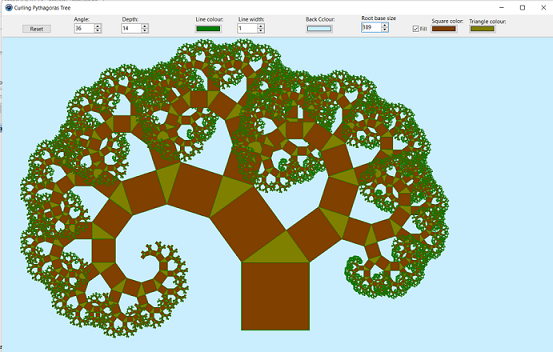 Curling Pythagoras Tree
Angle: Depth: Line colour: Line width: Back Colour: Root base size Square color: Triangle colour:
Reset 36 14 1 189 Fill